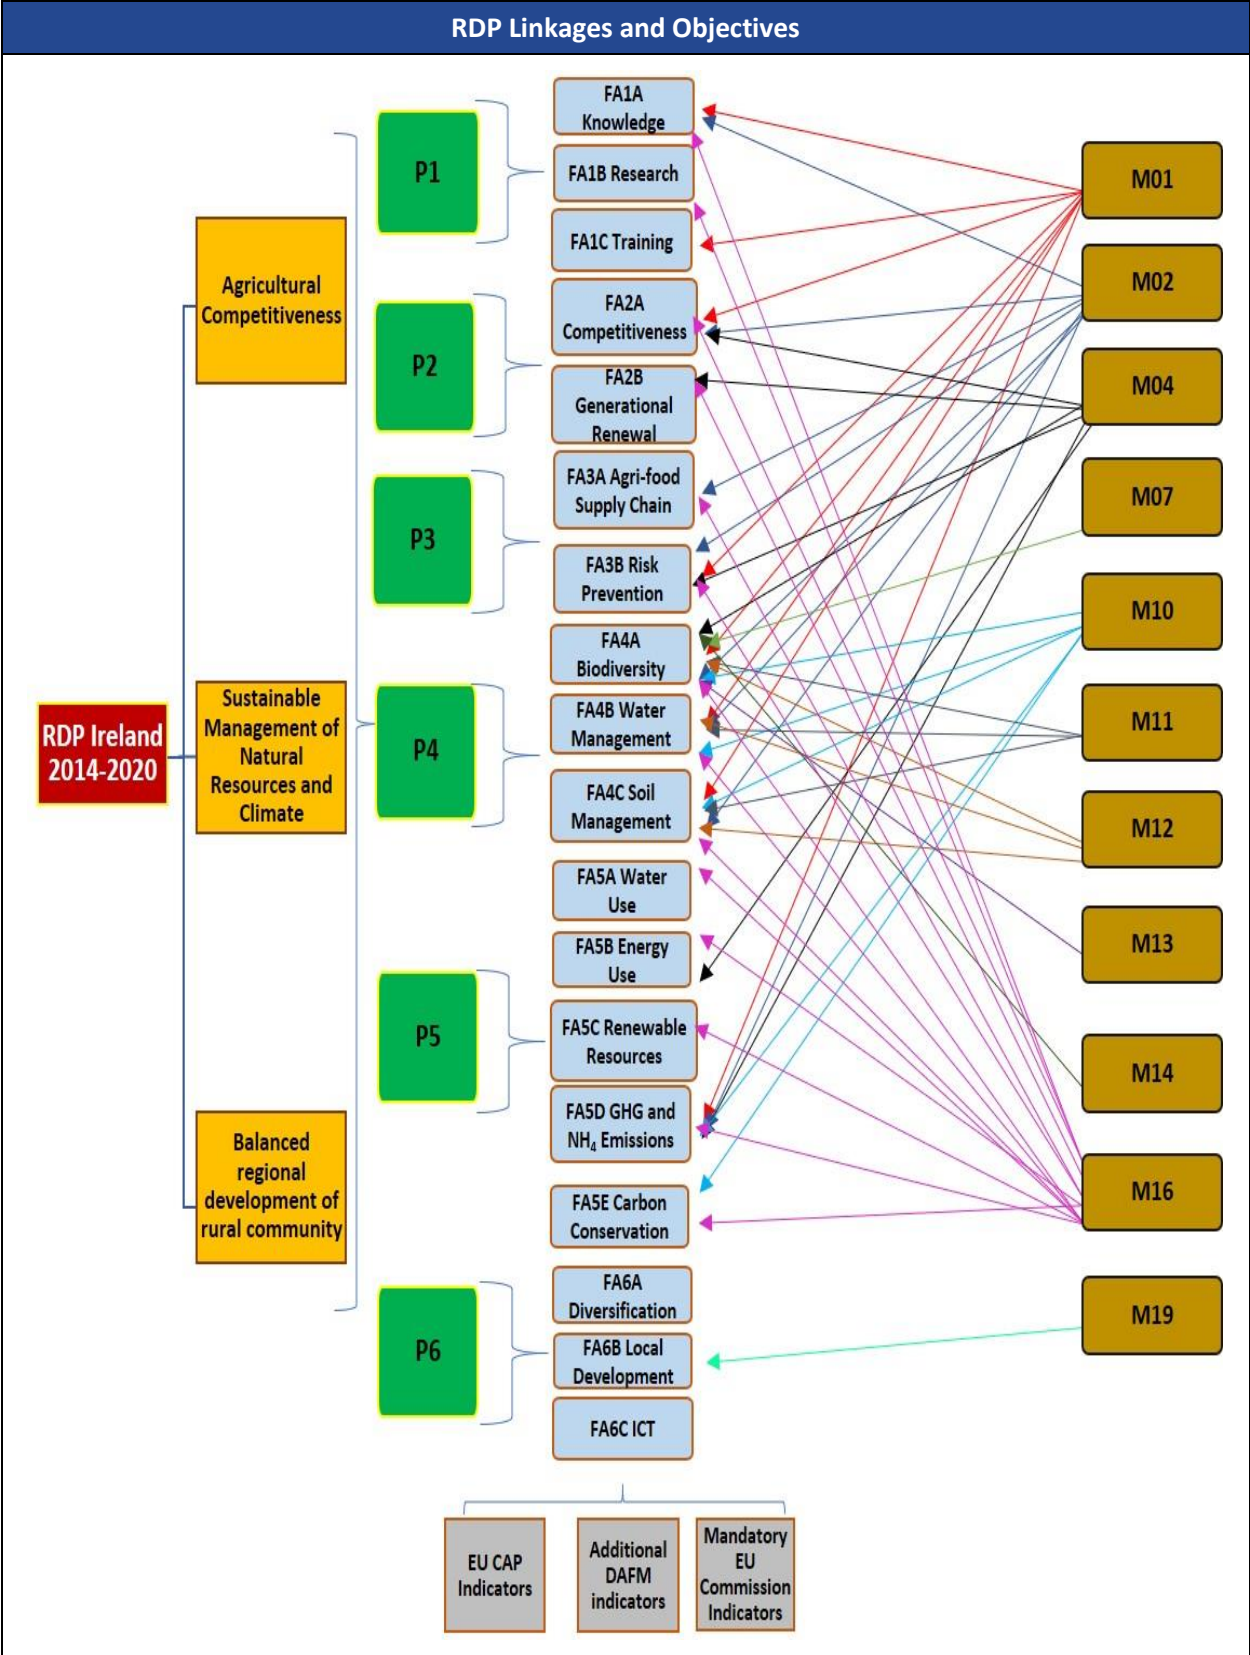 RDP Linkages and Objectives
RDP Ireland
2014-2020
Agricultural
Competitiveness
Sustainable
Management of
Natural
Resources and
Climate
Balanced
regional
development of
rural community
P1
P2
P3
P4
P5
P6
FA1A
Knowledge
FA1B Research
FA1C Training
FA2A
Competitiveness
FA2B
Generational
Renewal
FA3A Agri-food
Supply Chain
FA3B Risk
Prevention
FA4A
Biodiversity
FA4B Water
Management
FA4C Soil
Management
FA5A Water
Use
FA5B Energy
Use
FA5C Renewable
Resources
FA5D GHG and
NH₄ Emissions
FA5E Carbon
Conservation
FA6A
Diversification
FA6B Local
Development
FA6C ICT
M01
M02
M04
M07
M10
M11
M12
M13
M14
M16
M19
EU CAP
Indicators
Additional
DAFM
indicators
Mandatory
EU
Commission
Indicators